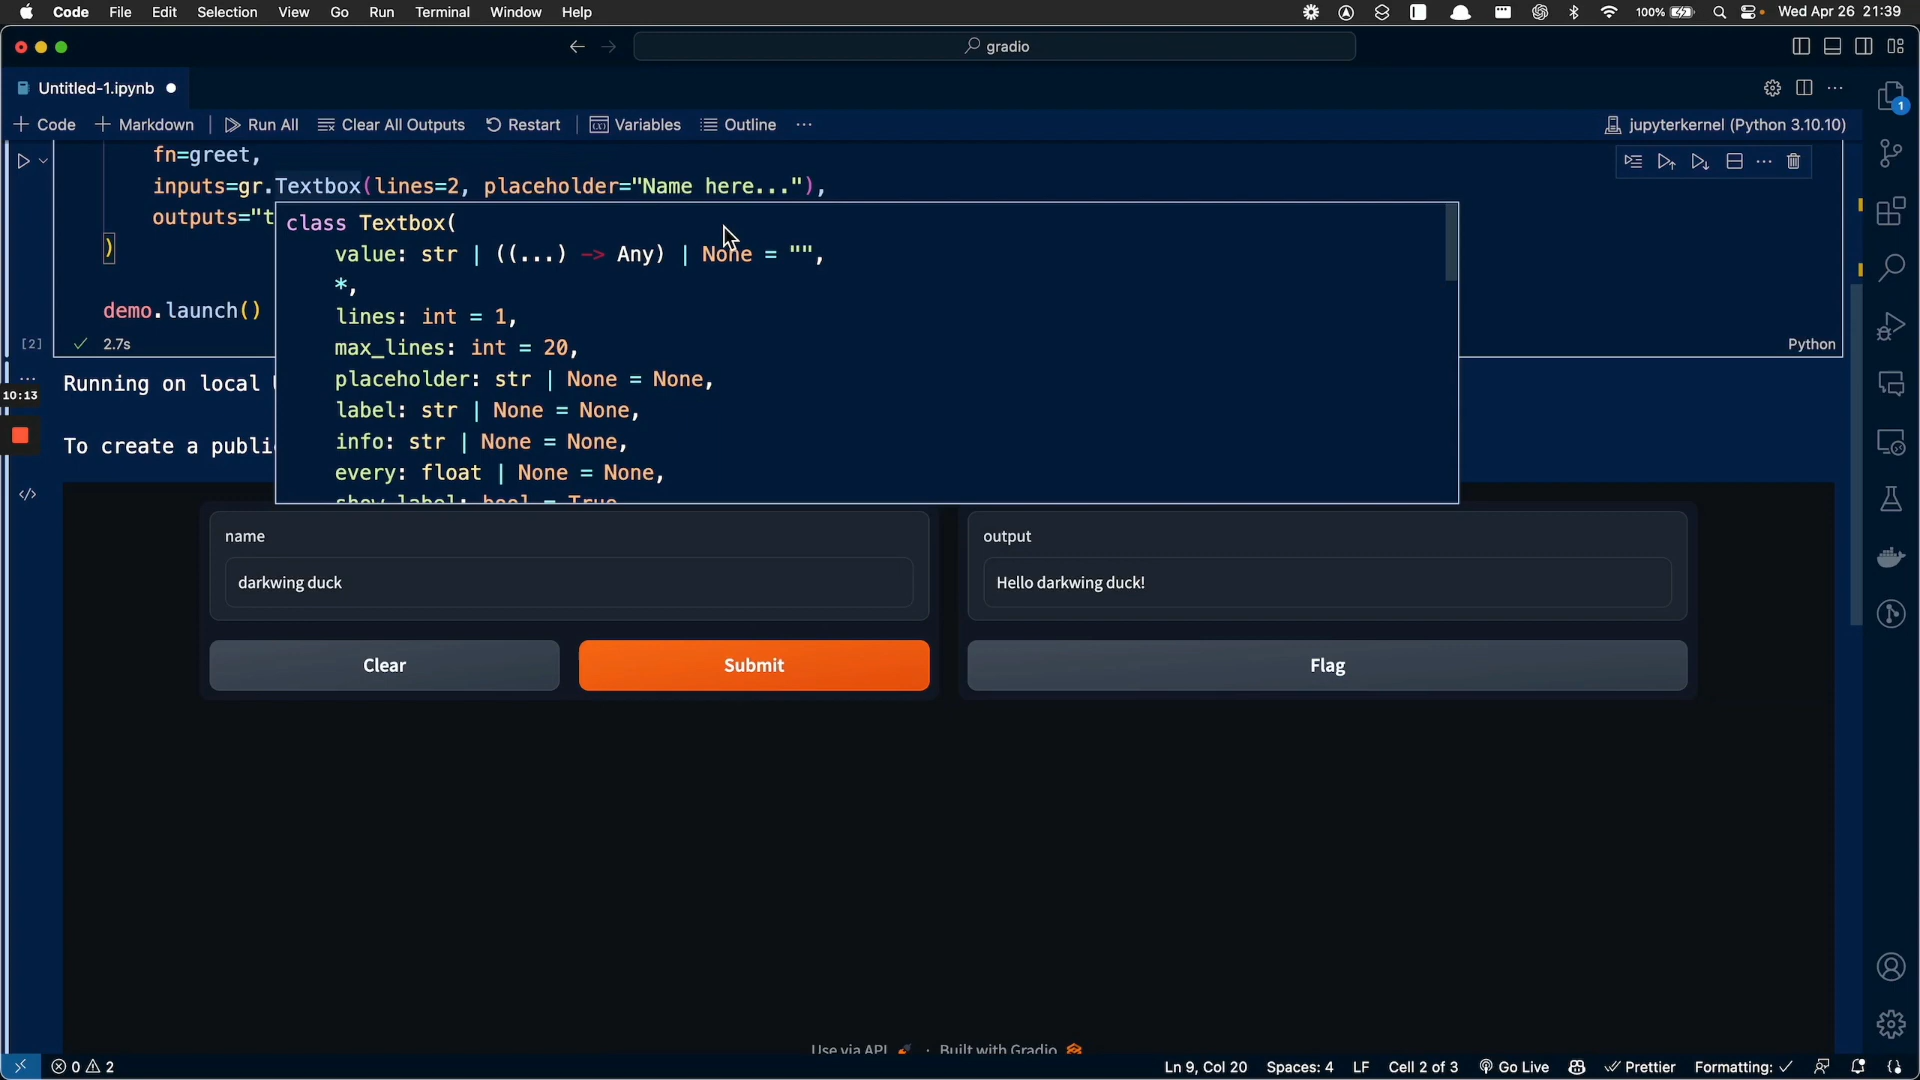 Code File Edit Selection View Go Run Terminal Window Help 100% Wed Apr 26 21:39
gradio
Untitled-1.ipynb
Code Markdown Run All Clear All Outputs Restart Variables Outline ... jupyterkernel (Python 3.10.10)
fn=greet,
inputs=gr.Textbox(lines=2, placeholder="Name here..."),
outputs="t
)
demo.launch()
[2] 2.7s
Python
class Textbox(
value: str | ((...) -> Any) | None = "",
*,
lines: int = 1,
max_lines: int = 20,
placeholder: str | None = None,
label: str | None = None,
info: str | None = None,
every: float | None = None,
show_label: bool = True
Running on local
10:13
To create a publi
name
darkwing duck
output
Hello darkwing duck!
Clear
Submit
Flag
Use via API · Built with Gradio
0 2 Ln 9, Col 20 Spaces: 4 LF Cell 2 of 3 Go Live Prettier Formatting: ✓
1